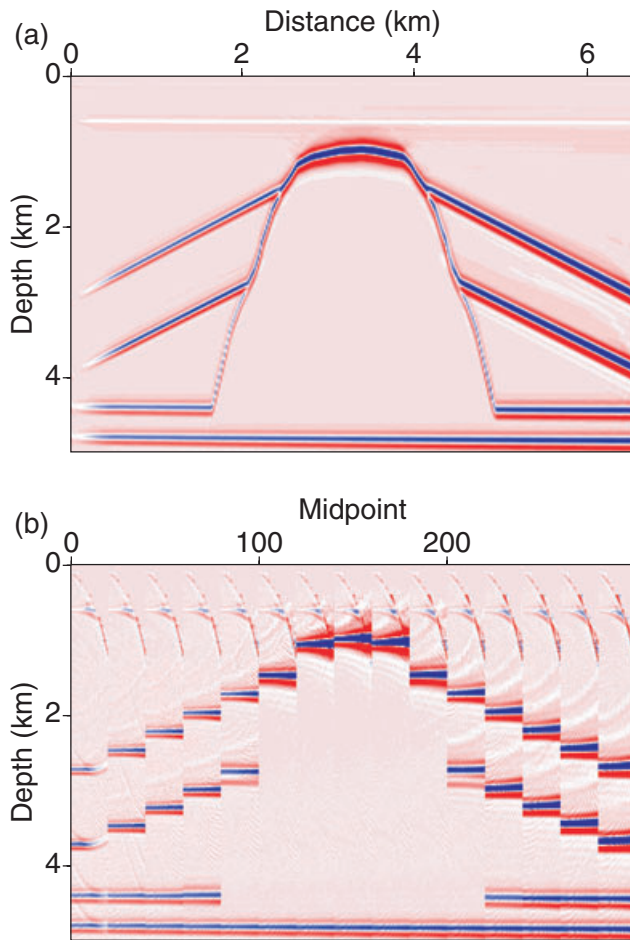 (a)
Distance (km)
0 2 4 6
0
2
4
Depth (km)
(b)
Midpoint
0 100 200
0
2
4
Depth (km)